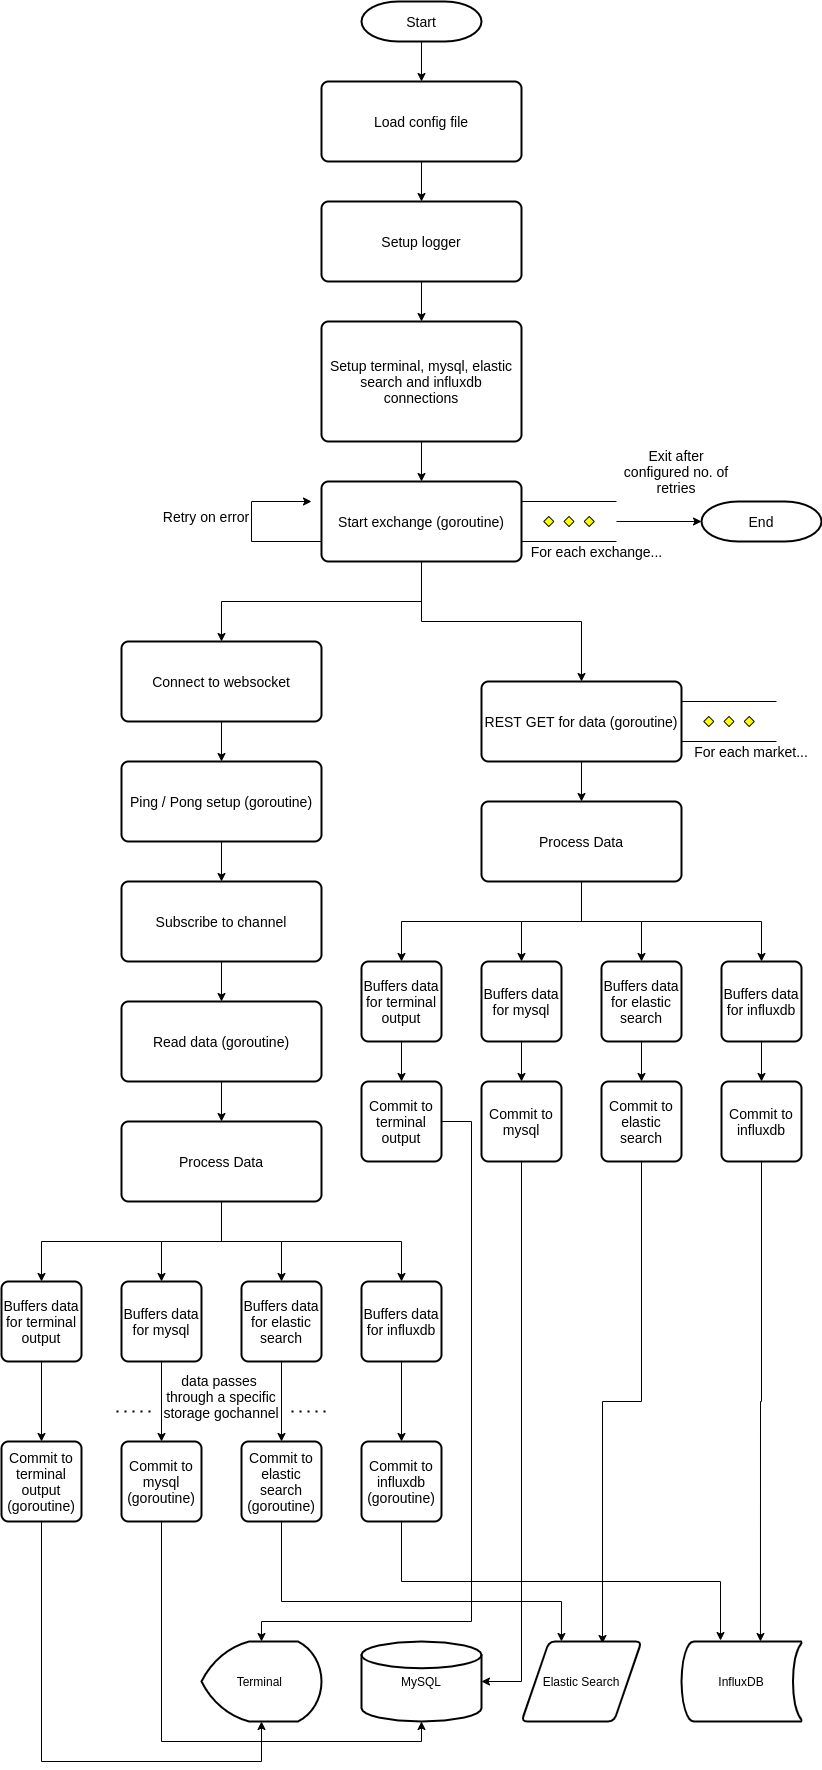 Start
Load config file
Setup logger
Setup terminal, mysql, elastic
search and influxdb
connections
Exit after
configured no. of
retries
Retry on error
Start exchange (goroutine)
End
For each exchange...
Connect to websocket
REST GET for data (goroutine)
For each market...
Ping / Pong setup (goroutine)
Process Data
Subscribe to channel
Buffers data
for terminal
output
Buffers data
for mysql
Buffers data
for elastic
search
Buffers data
for influxdb
Read data (goroutine)
Commit to
terminal
output
Commit to
mysql
Commit to
elastic
search
Commit to
influxdb
Process Data
Buffers data
for terminal
output
Buffers data
for mysql
Buffers data
for elastic
search
Buffers data
for influxdb
data passes
through a specific
storage gochannel
Commit to
terminal
output
(goroutine)
Commit to
mysql
(goroutine)
Commit to
elastic
search
(goroutine)
Commit to
influxdb
(goroutine)
Terminal
MySQL
Elastic Search
InfluxDB